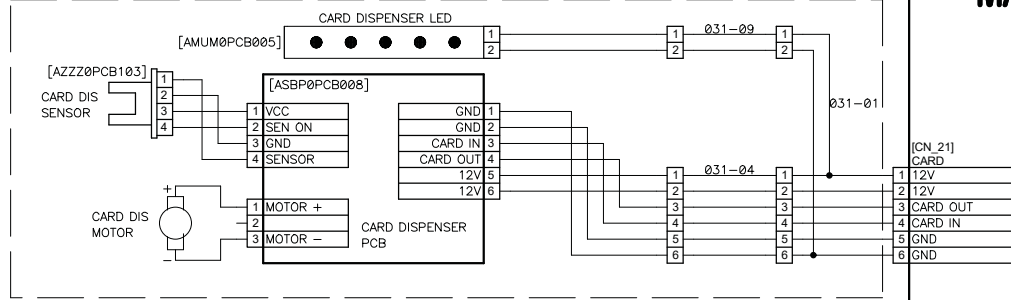 CARD DISPENSER LED
[AMUM0PCB005]
1
2
1
2
031-09
1
2
[AZZZ0PCB103]
CARD DIS
SENSOR
1
2
3
4
[ASBP0PCB008]
1 VCC
2 SEN ON
3 GND
4 SENSOR
GND 1
GND 2
CARD IN 3
CARD OUT 4
12V 5
12V 6
031-01
031-04
1
2
3
4
5
6
1
2
3
4
5
6
[CN_21]
CARD
1 12V
2 12V
3 CARD OUT
4 CARD IN
5 GND
6 GND
+
CARD DIS
MOTOR
−
1 MOTOR +
2
3 MOTOR −
CARD DISPENSER
PCB